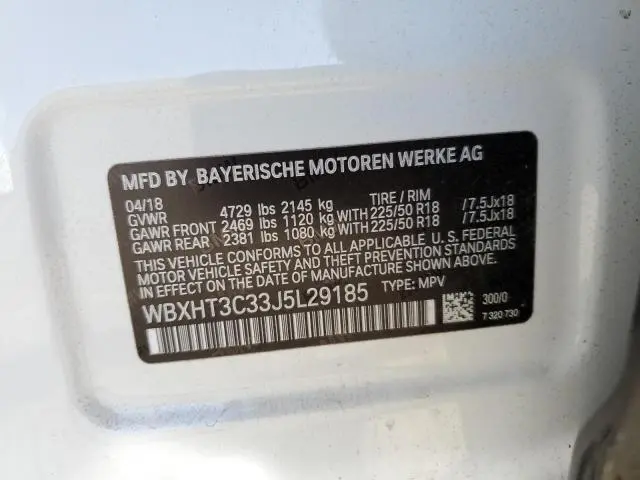 MFD BY BAYERISCHE MOTOREN WERKE AG
04/18 TIRE / RIM
GVWR 4729 lbs 2145 kg
GAWR FRONT 2469 lbs 1120 kg WITH 225/50 R18 /7.5Jx18
GAWR REAR 2381 lbs 1080 kg WITH 225/50 R18 /7.5Jx18
THIS VEHICLE CONFORMS TO ALL APPLICABLE U.S. FEDERAL
MOTOR VEHICLE SAFETY AND THEFT PREVENTION STANDARDS
IN EFFECT ON THE DATE OF MANUFACTURE SHOWN ABOVE.
WBXHT3C33J5L29185 TYPE: MPV
300/0
7 320 730